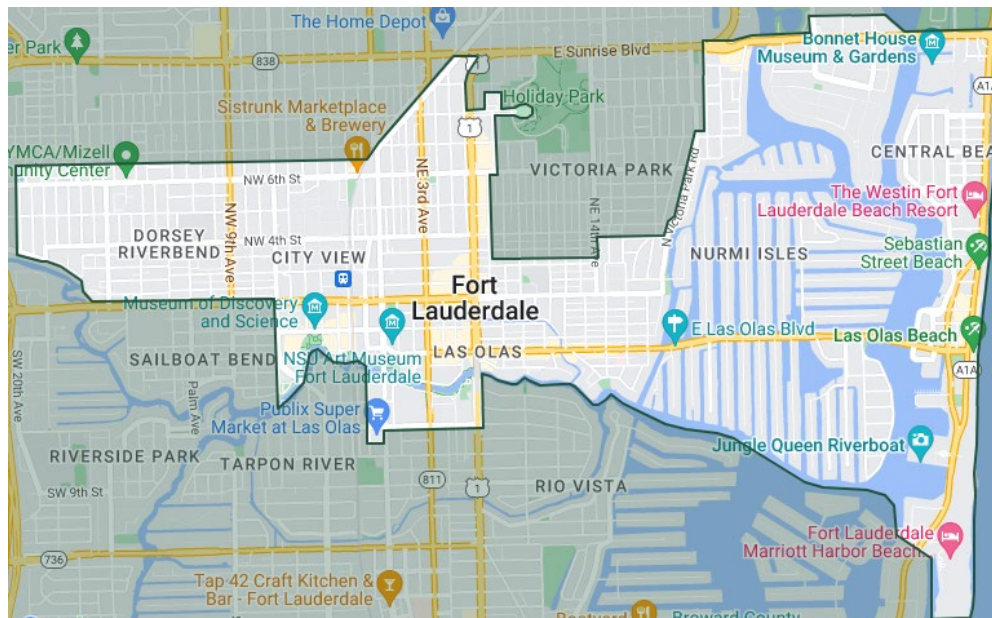 The Home Depot
er Park
838
1
E Sunrise Blvd
Bonnet House
Museum & Gardens
A1A
Sistrunk Marketplace
& Brewery
Holiday Park
1
YMCA/Mizell
munity Center
NW 6th St
NE 3rd Ave
VICTORIA PARK
N Victoria Park Rd
CENTRAL BEA
The Westin Fort
Lauderdale Beach Resort
NW 9th Ave
NE 14th Ave
DORSEY
RIVERBEND
NW 4th St
CITY VIEW
NURMI ISLES
Sebastian
Street Beach
Fort
Lauderdale
Museum of Discovery
and Science
E Las Olas Blvd
Las Olas Beach
SAILBOAT BEND
NSU Art Museum
Fort Lauderdale
LAS OLAS
A1A
SW 20th Ave
Palm Ave
Publix Super
Market at Las Olas
Jungle Queen Riverboat
RIVERSIDE PARK
TARPON RIVER
SW 9th St
811
1
RIO VISTA
Fort Lauderdale
Marriott Harbor Beach
736
Tap 42 Craft Kitchen &
Bar - Fort Lauderdale
Broward County